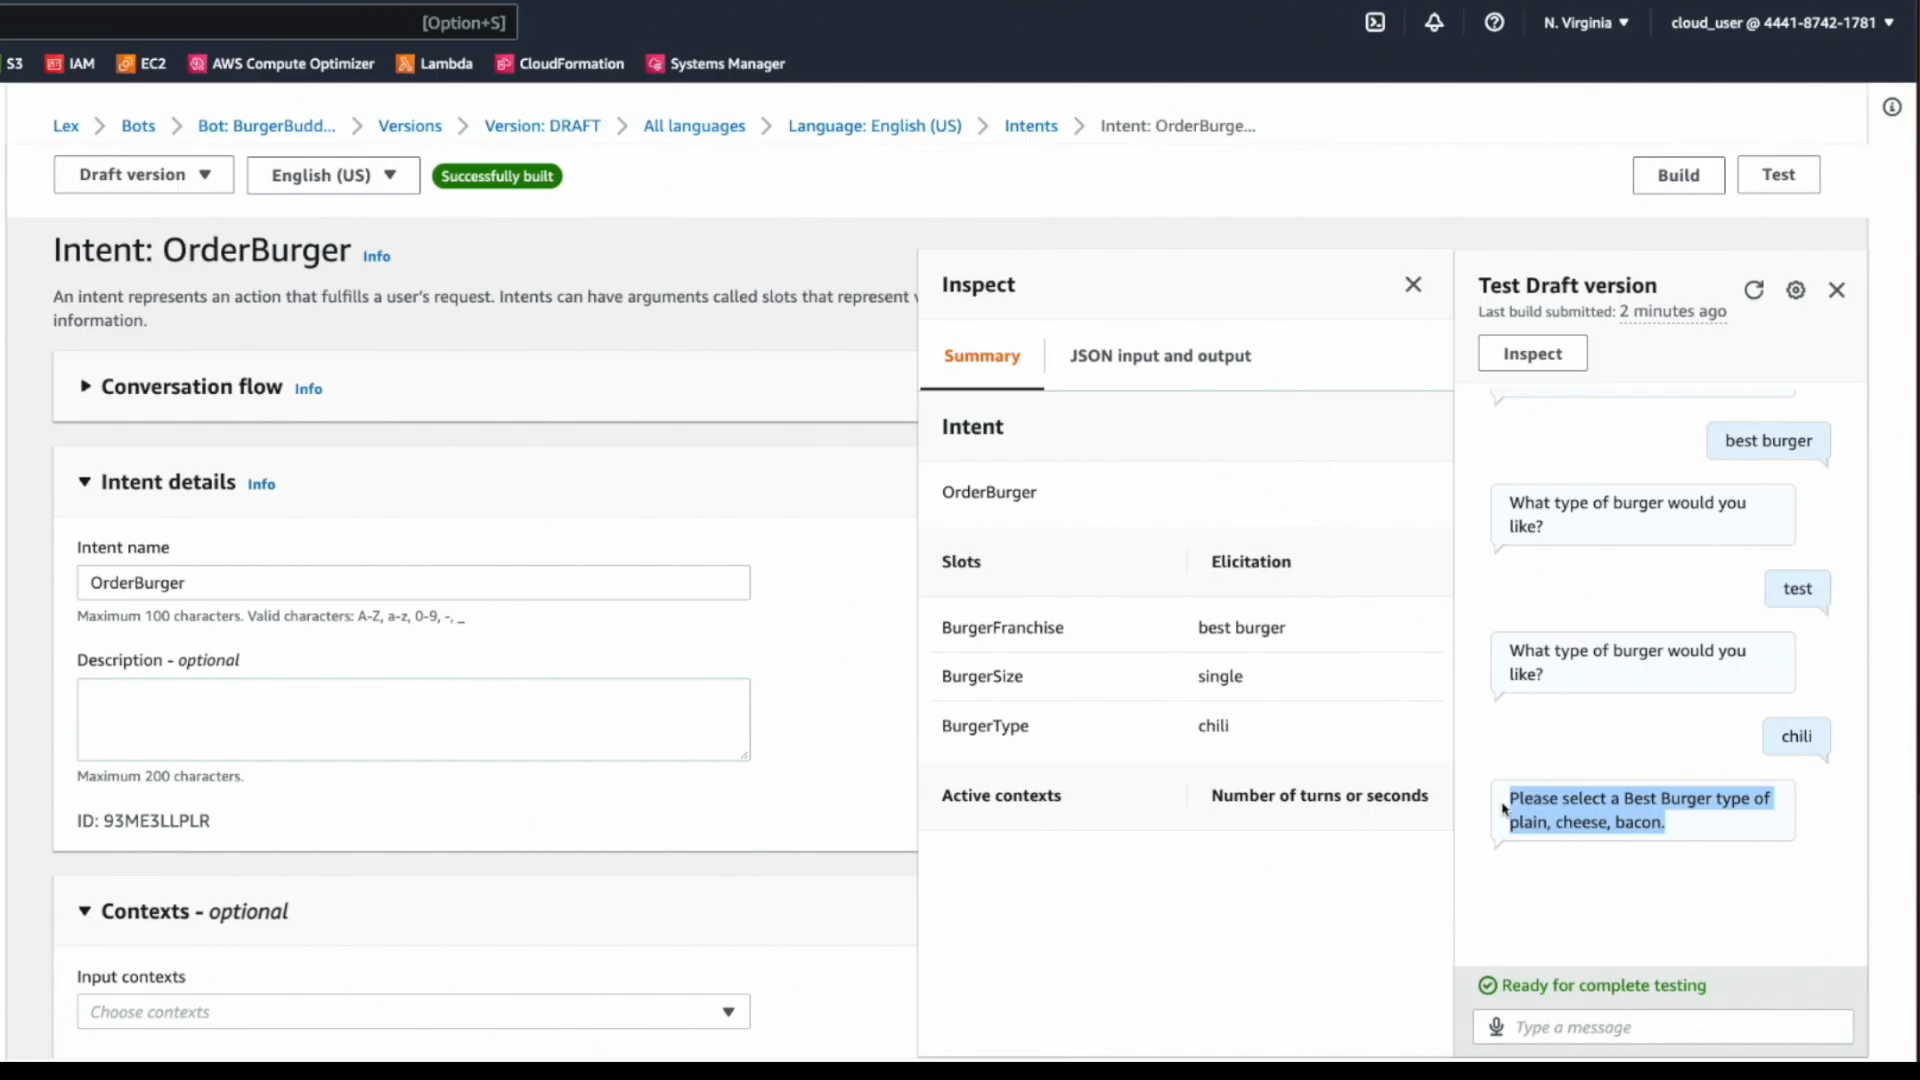 [Option+S]
N. Virginia
cloud_user @ 4441-8742-1781
S3
IAM
EC2
AWS Compute Optimizer
Lambda
CloudFormation
Systems Manager
Lex
Bots
Bot: BurgerBudd...
Versions
Version: DRAFT
All languages
Language: English (US)
Intents
Intent: OrderBurge...
Draft version
English (US)
Successfully built
Build
Test
Intent: OrderBurger Info
An intent represents an action that fulfills a user's request. Intents can have arguments called slots that represent
information.
Conversation flow Info
Intent details Info
Intent name
OrderBurger
Maximum 100 characters. Valid characters: A-Z, a-z, 0-9, -, _
Description - optional
Maximum 200 characters.
ID: 93ME3LLPLR
Contexts - optional
Input contexts
Choose contexts
Inspect
Summary
JSON input and output
Intent
OrderBurger
Slots Elicitation
BurgerFranchise best burger
BurgerSize single
BurgerType chili
Active contexts Number of turns or seconds
Test Draft version
Last build submitted: 2 minutes ago
Inspect
best burger
What type of burger would you
like?
test
What type of burger would you
like?
chili
Please select a Best Burger type of
plain, cheese, bacon.
Ready for complete testing
Type a message